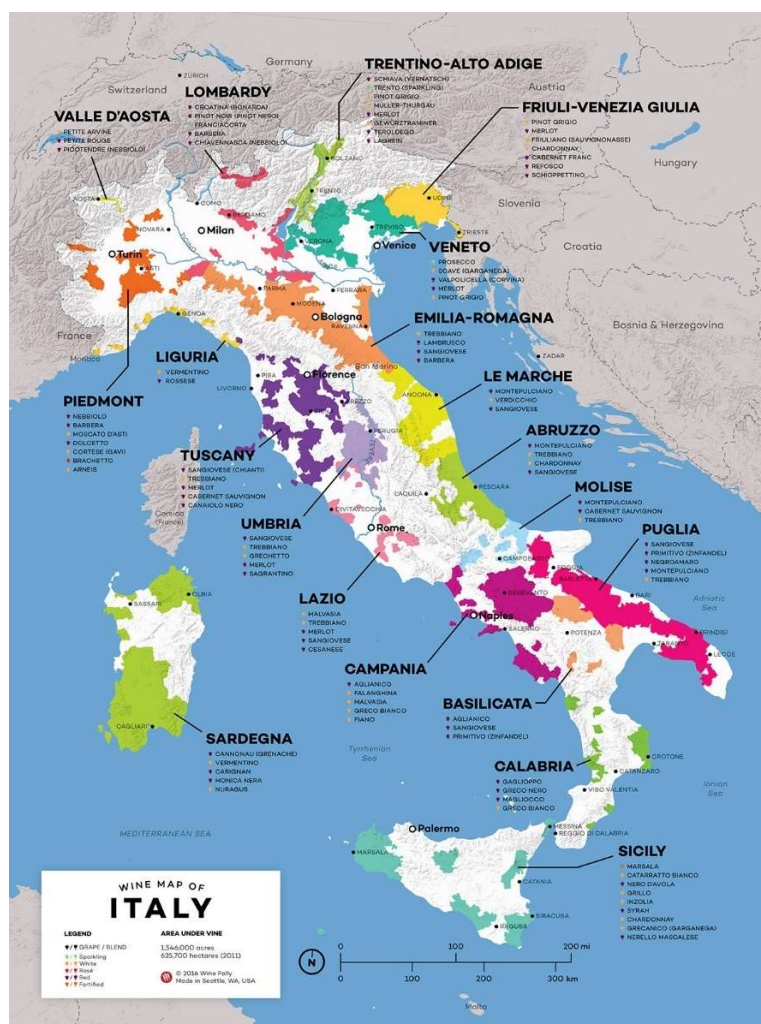 Germany
ZÜRICH
Switzerland
Austria
Hungary
Slovenia
Croatia
Bosnia & Herzegovina
France
Monaco
VALLE D'AOSTA
PETITE ARVINE
PETITE ROUGE
PICOTENDRE (NEBBIOLO)
LOMBARDY
CROATINA (BONARDA)
PINOT NOIR (PINOT NERO)
FRANCIACORTA
BARBERA
CHIAVENNASCA (NEBBIOLO)
TRENTINO-ALTO ADIGE
SCHIAVA (VERNATSCH)
TRENTO (SPARKLING)
PINOT GRIGIO
MÜLLER-THURGAU
MERLOT
GEWÜRZTRAMINER
TEROLDEGO
LAGREIN
FRIULI-VENEZIA GIULIA
PINOT GRIGIO
MERLOT
FRIULIANO (SAUVIGNONASSE)
CHARDONNAY
CABERNET FRANC
REFOSCO
SCHIOPPETTINO
BOLZANO
TRENTO
AOSTA
COMO
BERGAMO
UDINE
NOVARA
Milan
VERONA
TREVISO
TRIESTE
Venice
Turin
ASTI
VENETO
PROSECCO
SOAVE (GARGANEGA)
VALPOLICELLA (CORVINA)
MERLOT
PINOT GRIGIO
PARMA
FERRARA
MODENA
GENOA
Bologna
RAVENNA
EMILIA-ROMAGNA
TREBBIANO
LAMBRUSCO
SANGIOVESE
BARBERA
LIGURIA
VERMENTINO
ROSSESE
San Marino
ZADAR
PISA
Florence
LIVORNO
AREZZO
SIENA
ANCONA
PERUGIA
LE MARCHE
MONTEPULCIANO
VERDICCHIO
SANGIOVESE
PIEDMONT
NEBBIOLO
BARBERA
MOSCATO D'ASTI
DOLCETTO
CORTESE (GAVI)
BRACHETTO
ARNEIS
TUSCANY
SANGIOVESE (CHIANTI)
TREBBIANO
MERLOT
CABERNET SAUVIGNON
CANAIOLO NERO
ABRUZZO
MONTEPULCIANO
TREBBIANO
CHARDONNAY
SANGIOVESE
Corsica
(France)
L'AQUILA
PESCARA
CIVITAVECCHIA
Rome
MOLISE
MONTEPULCIANO
CABERNET SAUVIGNON
TREBBIANO
UMBRIA
SANGIOVESE
TREBBIANO
GRECHETTO
MERLOT
SAGRANTINO
PUGLIA
SANGIOVESE
PRIMITIVO (ZINFANDEL)
NEGROAMARO
MONTEPULCIANO
TREBBIANO
CAMPOBASSO
FOGGIA
BARLETTA
BARI
Adriatic
Sea
OLBIA
SASSARI
LAZIO
MALVASIA
TREBBIANO
MERLOT
SANGIOVESE
CESANESE
BENEVENTO
Naples
SALERNO
POTENZA
TARANTO
BRINDISI
LECCE
CAMPANIA
AGLIANICO
FALANGHINA
MALVASIA
GRECO BIANCO
FIANO
BASILICATA
AGLIANICO
SANGIOVESE
PRIMITIVO (ZINFANDEL)
CAGLIARI
SARDEGNA
CANNONAU (GRENACHE)
VERMENTINO
CARIGNAN
MONICA NERA
NURAGUS
Tyrrhenian
Sea
CALABRIA
GAGLIOPPO
GRECO NERO
MAGLIOCCO
GRECO BIANCO
CROTONE
CATANZARO
VIBO VALENTIA
Ionian
Sea
MEDITERRANEAN SEA
Palermo
MESSINA
REGGIO DI CALABRIA
MARSALA
CATANIA
SIRACUSA
RAGUSA
SICILY
MARSALA
CATARRATTO BIANCO
NERO D'AVOLA
GRILLO
INZOLIA
SYRAH
CHARDONNAY
GRECANICO (GARGANEGA)
NERELLO MASCALESE
WINE MAP OF
ITALY
LEGEND
GRAPE / BLEND
Sparkling
White
Rosé
Red
Fortified
AREA UNDER VINE
1,546,000 acres
625,700 hectares (2011)
© 2016 Wine Folly
Made in Seattle, WA, USA
N
0 100 200 mi
0 100 200 300 km
Malta